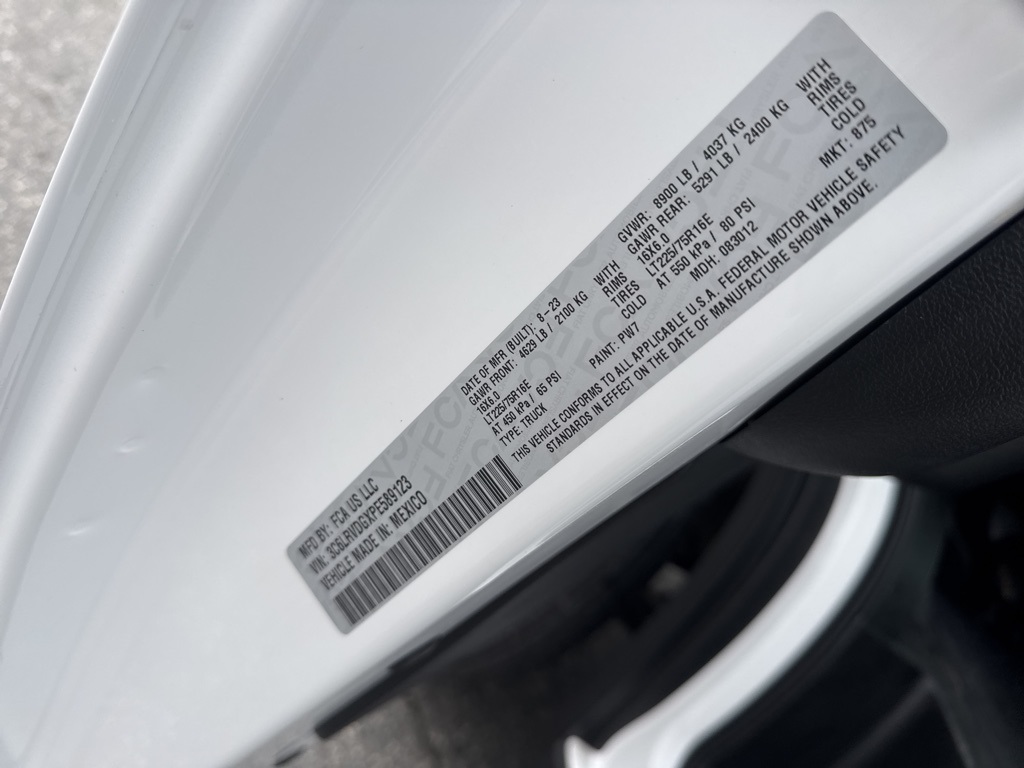 MFD BY: FCA US LLC
VIN: 3C6LRVDGXPE589123
VEHICLE MADE IN: MEXICO
DATE OF MFR (BUILT): 8-23 GVWR: 8900 LB / 4037 KG
GAWR FRONT: 4629 LB / 2100 KG WITH GAWR REAR: 5291 LB / 2400 KG WITH
16X6.0 RIMS 16X6.0 RIMS
LT225/75R16E TIRES LT225/75R16E TIRES
AT 450 kPa / 65 PSI COLD AT 550 kPa / 80 PSI COLD
TYPE: TRUCK PAINT: PW7 MDH: 083012 MKT: 875
THIS VEHICLE CONFORMS TO ALL APPLICABLE U.S.A. FEDERAL MOTOR VEHICLE SAFETY
STANDARDS IN EFFECT ON THE DATE OF MANUFACTURE SHOWN ABOVE.